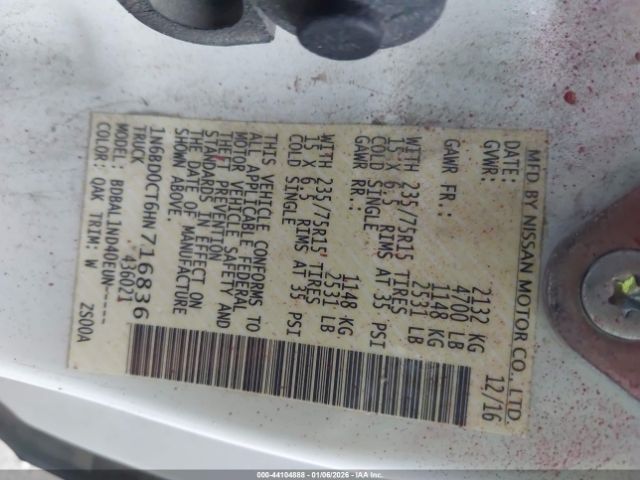 MFD BY NISSAN MOTOR CO., LTD.
DATE: 12/16
GVWR: 2132 KG
4700 LB
GAWR FR.: 1148 KG
2531 LB
WITH 235/75R15 TIRES
15 X 6.5 RIMS AT 35 PSI
COLD SINGLE
GAWR RR.: 1148 KG
2531 LB
WITH 235/75R15 TIRES
15 X 6.5 RIMS AT 35 PSI
COLD SINGLE
THIS VEHICLE CONFORMS TO
ALL APPLICABLE FEDERAL
MOTOR VEHICLE SAFETY AND
THEFT PREVENTION
STANDARDS IN EFFECT ON
THE DATE OF MANUFACTURE
SHOWN ABOVE.
1N6BD0CT6HN716836
TRUCK 436021
MODEL: BDBAL1ND40EUN-----
COLOR: QAK TRIM: W 2S00A
000-44104888 - 01/06/2026 - IAA Inc.